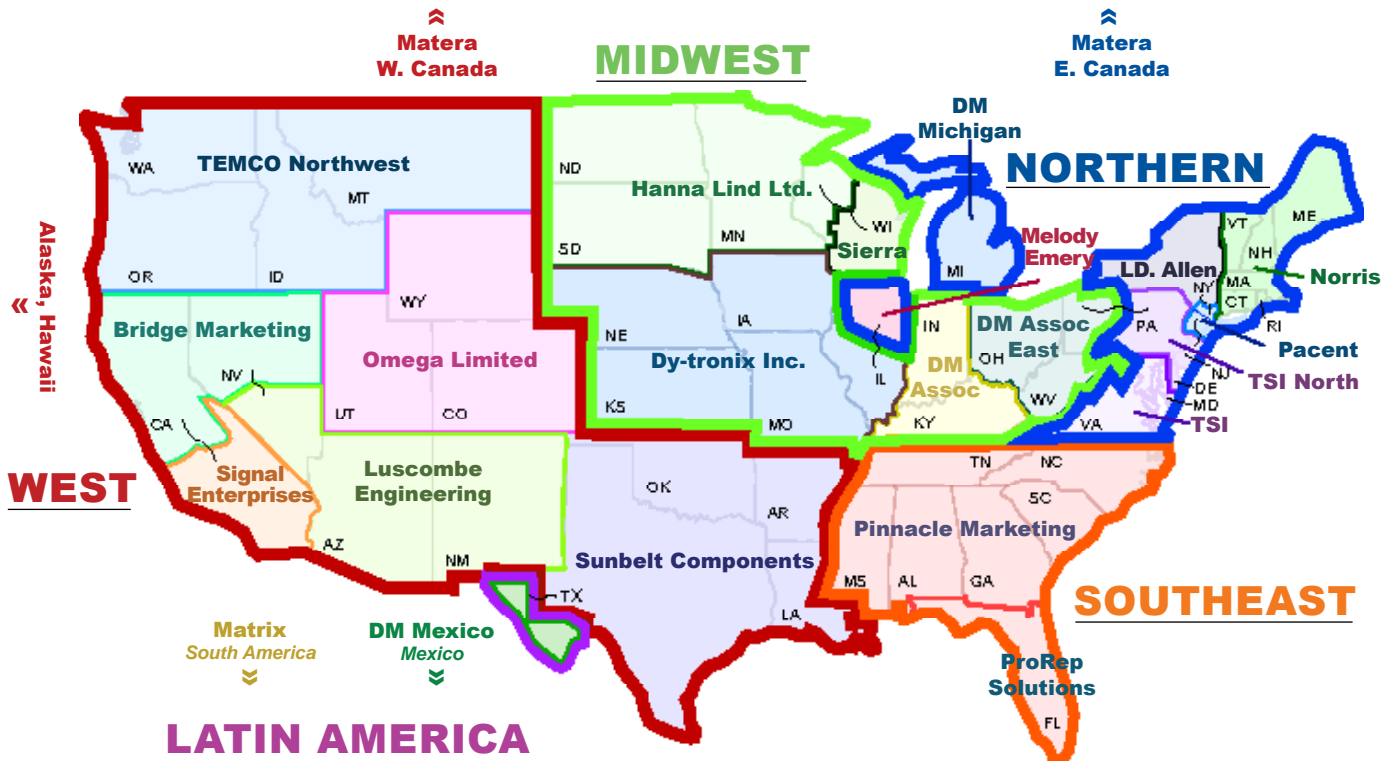 «
Matera
W. Canada
MIDWEST
«
Matera
E. Canada
DM
Michigan
NORTHERN
WA
TEMCO Northwest
MT
OR
ID
ND
Hanna Lind Ltd.
SD
MN
WI
Sierra
MI
Melody
Emery
LD. Allen
NY
VT
ME
NH
MA
CT
RI
Norris
Alaska, Hawaii
«
Bridge Marketing
NV
CA
WY
Omega Limited
UT
CO
NE
IA
Dy-tronix Inc.
KS
MO
IL
IN
DM
Assoc
KY
DM Assoc
East
OH
WV
PA
Pacent
NJ
TSI North
DE
MD
TSI
VA
WEST
Signal
Enterprises
Luscombe
Engineering
AZ
NM
OK
AR
Sunbelt Components
TX
LA
TN
NC
SC
Pinnacle Marketing
MS
AL
GA
SOUTHEAST
ProRep
Solutions
FL
Matrix
South America
«
DM Mexico
Mexico
«
LATIN AMERICA